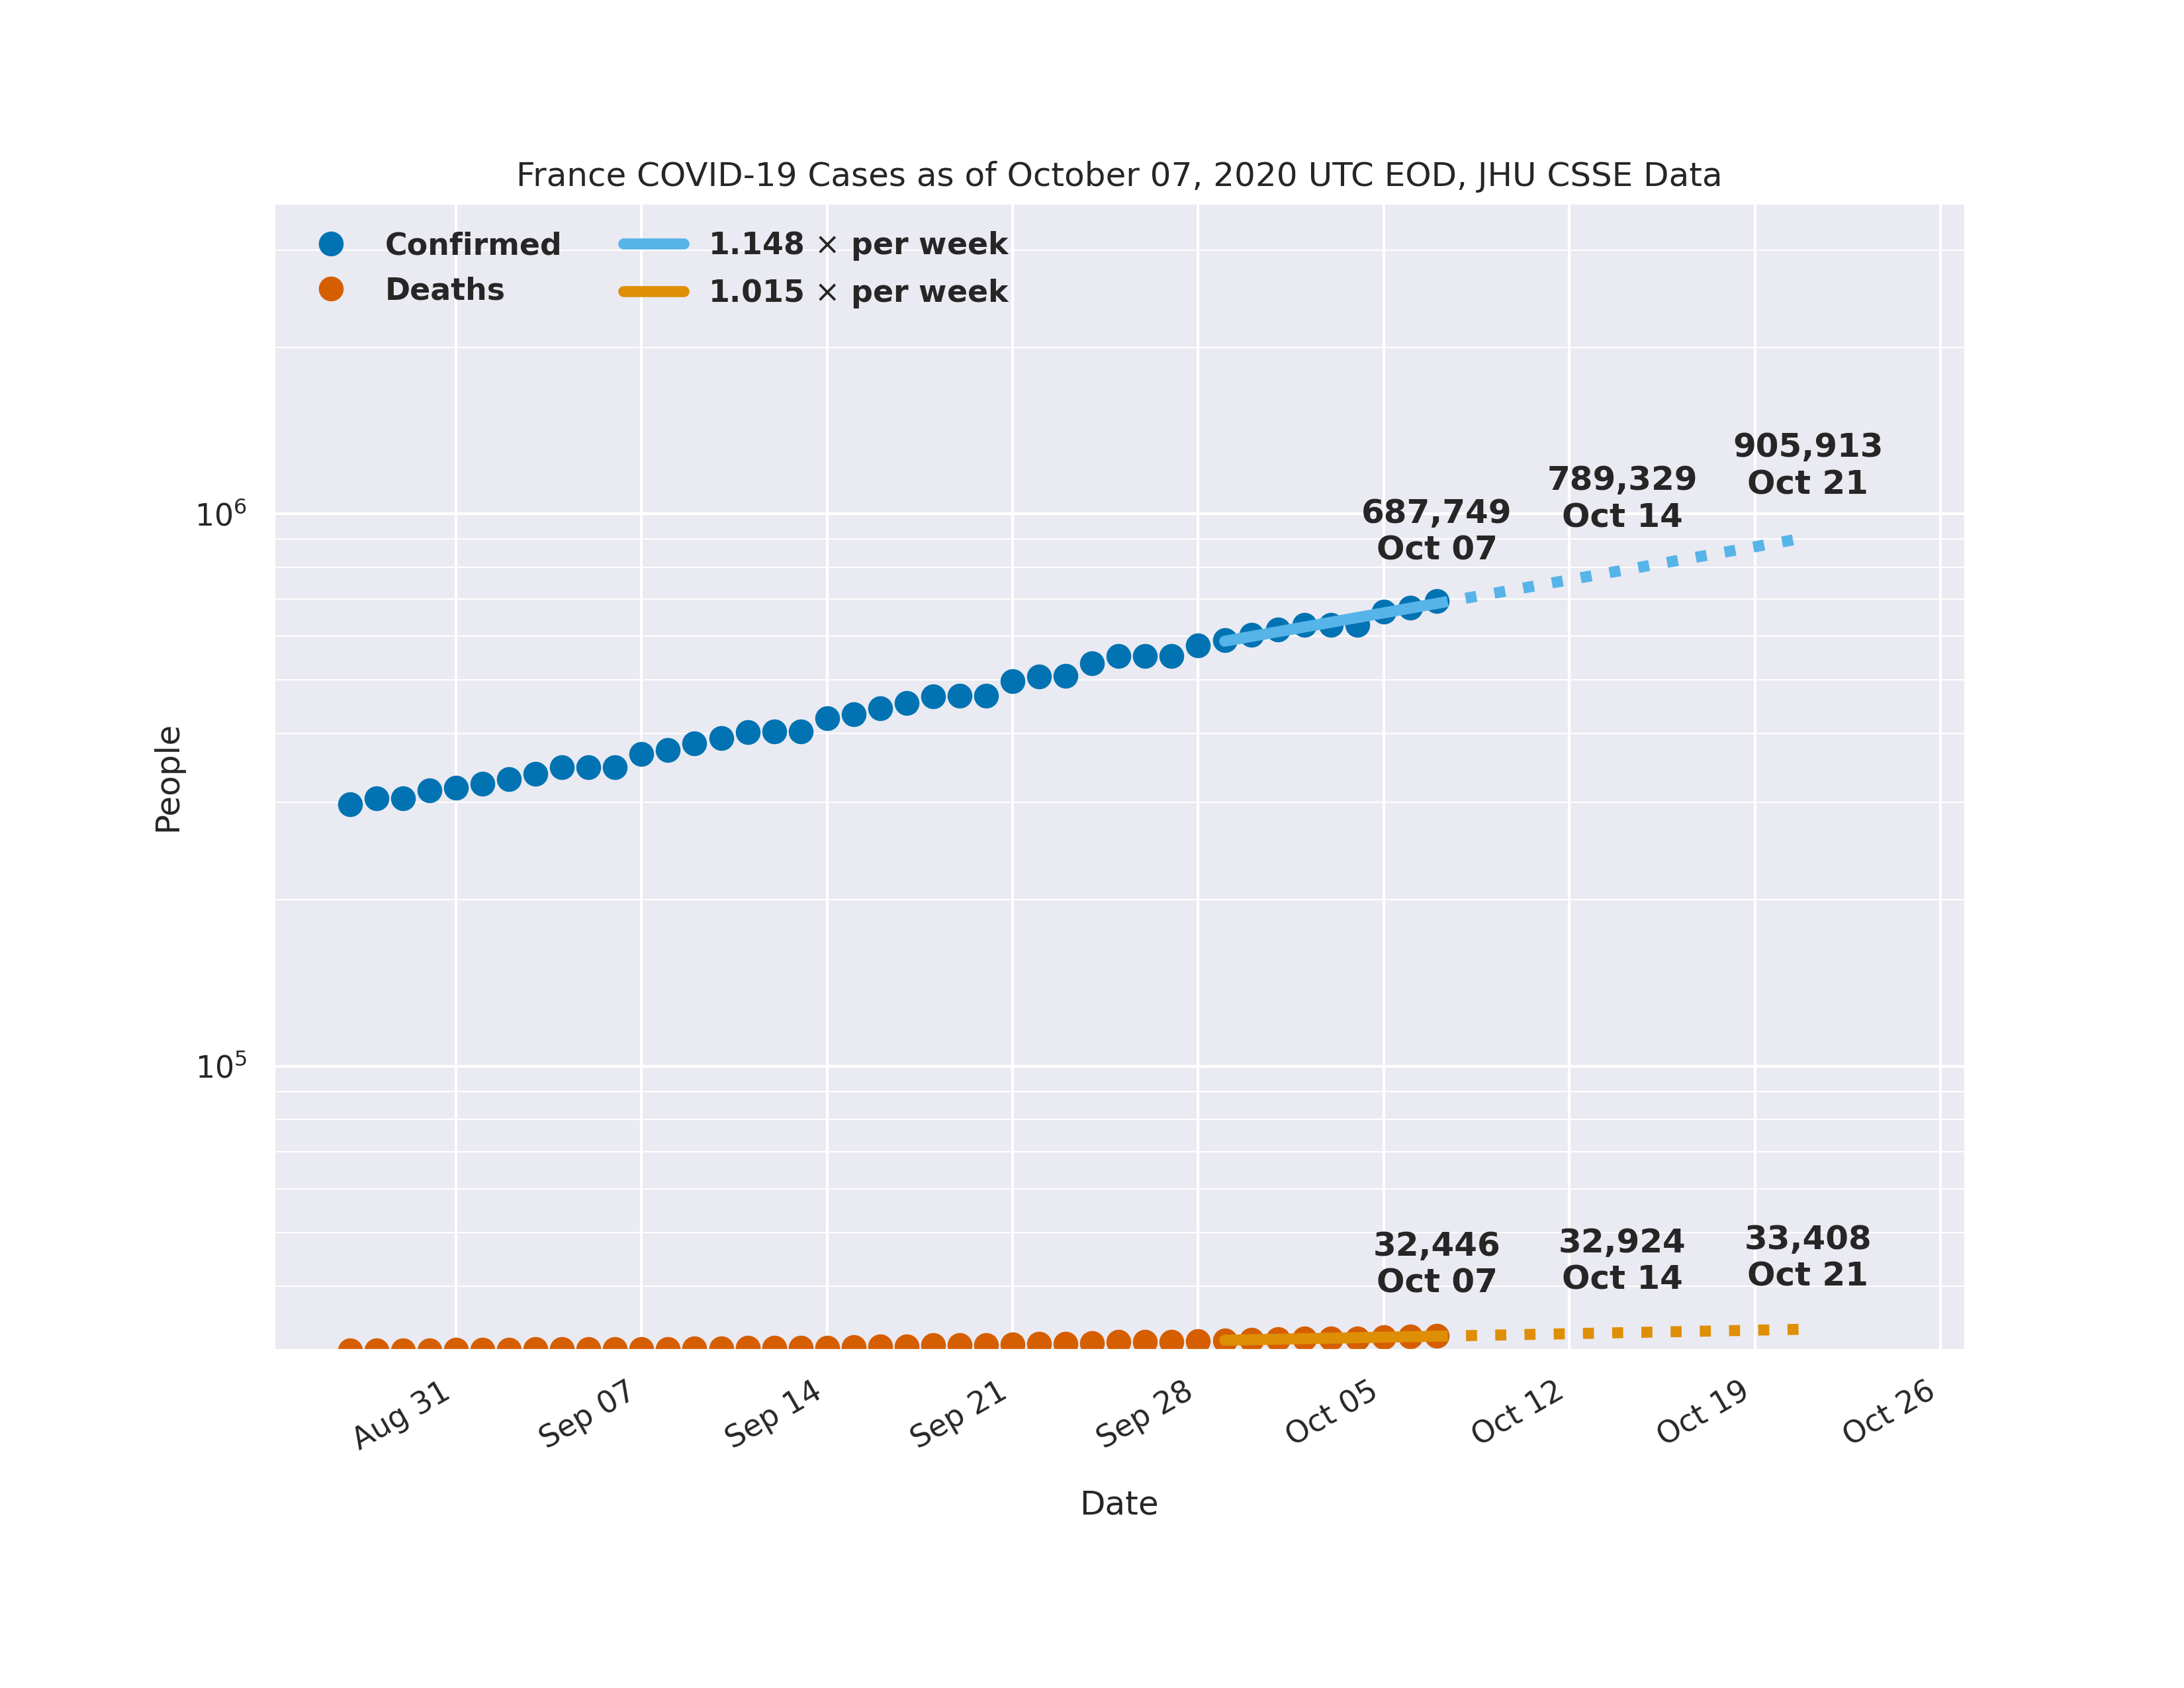 France COVID-19 Cases as of October 07, 2020 UTC EOD, JHU CSSE Data
Confirmed
Deaths
1.148 × per week
1.015 × per week
905,913
Oct 21
789,329
Oct 14
687,749
Oct 07
10⁶
People
10⁵
32,446
Oct 07
32,924
Oct 14
33,408
Oct 21
Aug 31
Sep 07
Sep 14
Sep 21
Sep 28
Oct 05
Oct 12
Oct 19
Oct 26
Date